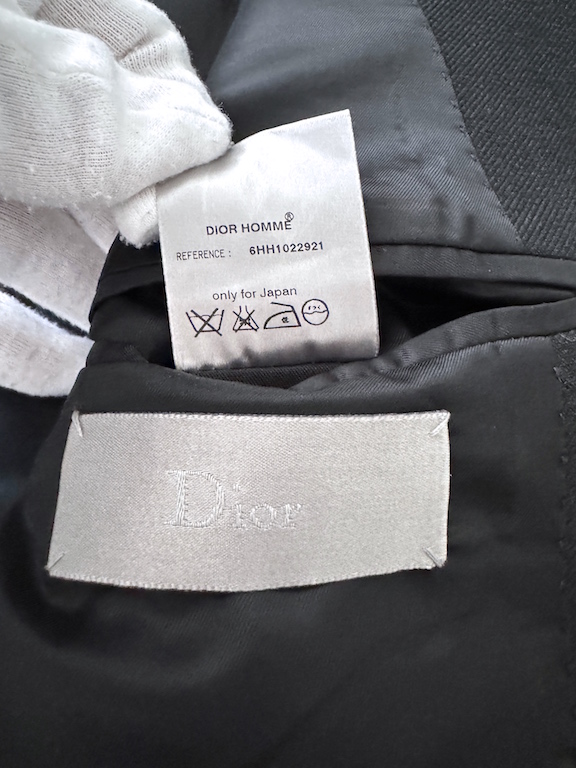 DIOR HOMME®
REFERENCE : 6HH1022921
only for Japan
Dior